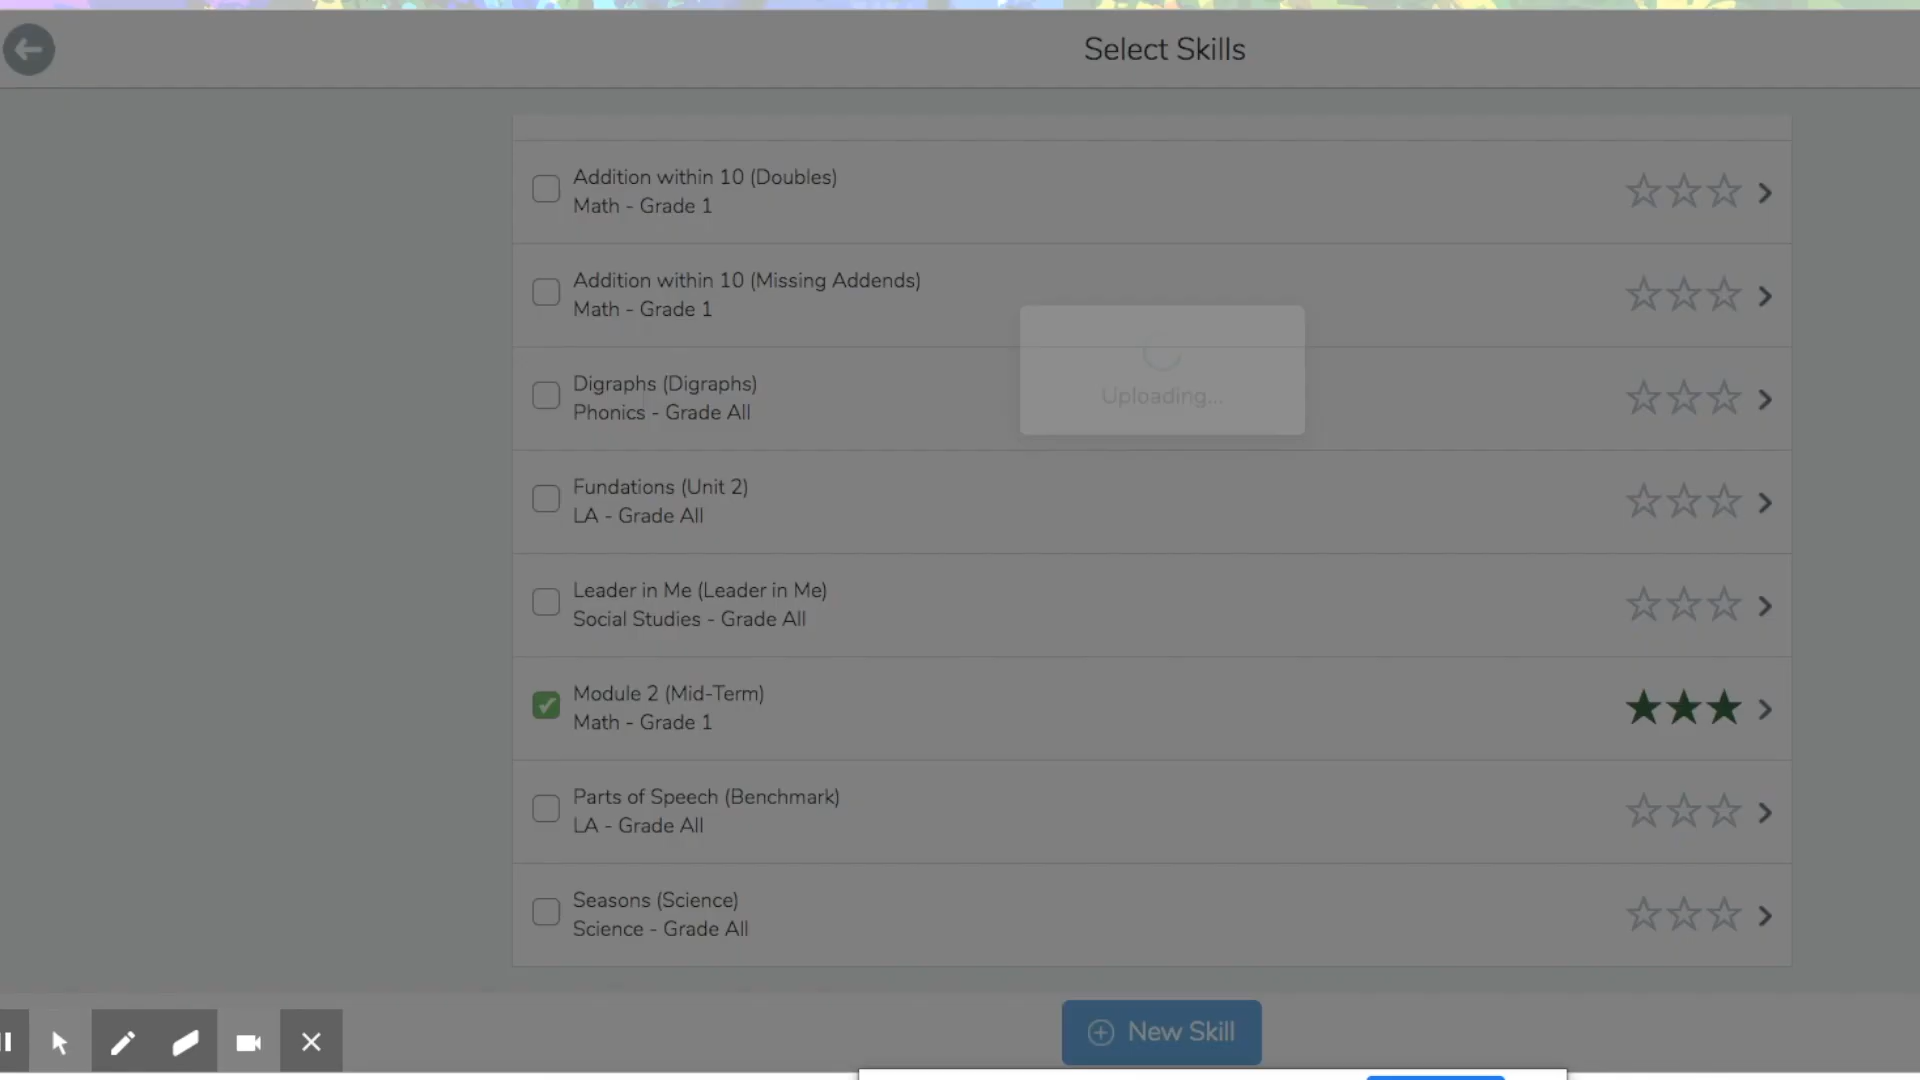 Select Skills
Addition within 10 (Doubles)
Math - Grade 1
Addition within 10 (Missing Addends)
Math - Grade 1
Digraphs (Digraphs)
Phonics - Grade All
Uploading...
Fundations (Unit 2)
LA - Grade All
Leader in Me (Leader in Me)
Social Studies - Grade All
Module 2 (Mid-Term)
Math - Grade 1
Parts of Speech (Benchmark)
LA - Grade All
Seasons (Science)
Science - Grade All
New Skill